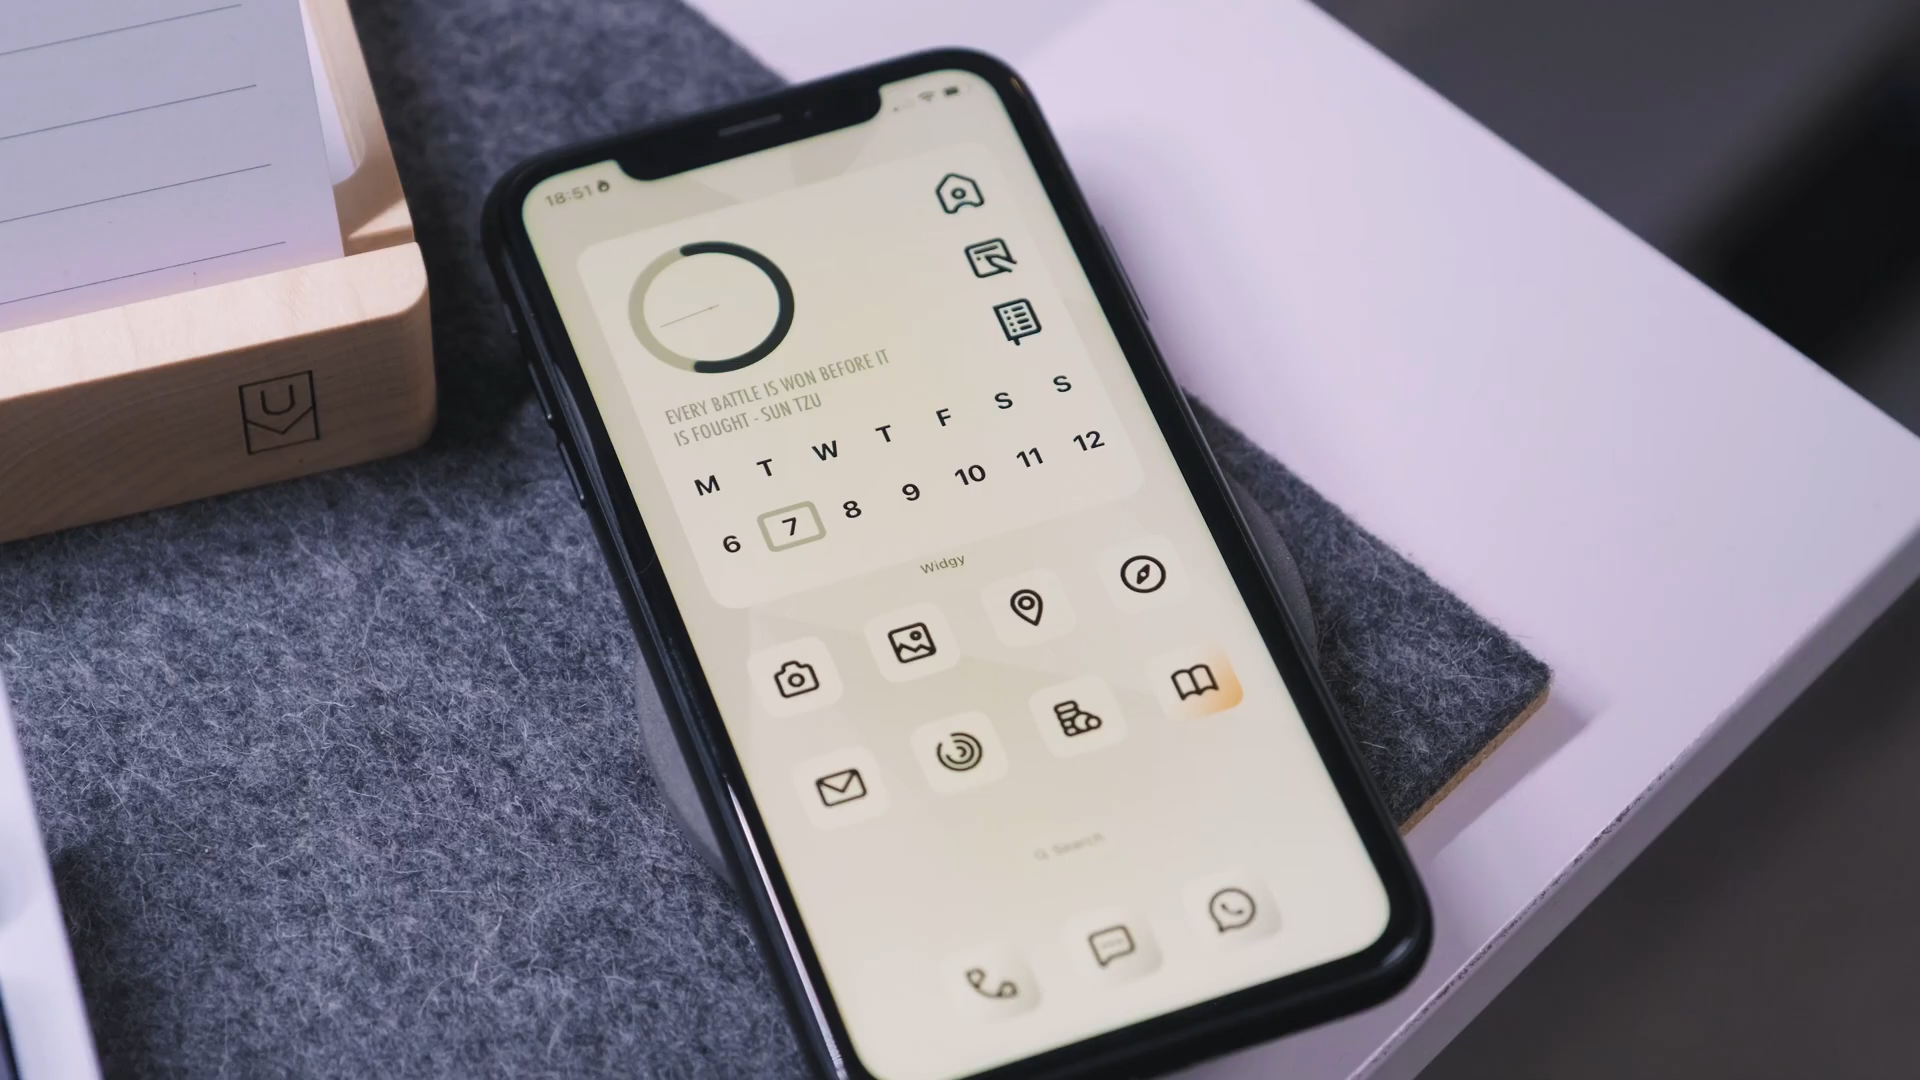 18:51
EVERY BATTLE IS WON BEFORE IT
IS FOUGHT - SUN TZU
M T W T F S S
6 7 8 9 10 11 12
Widgy
Search
U